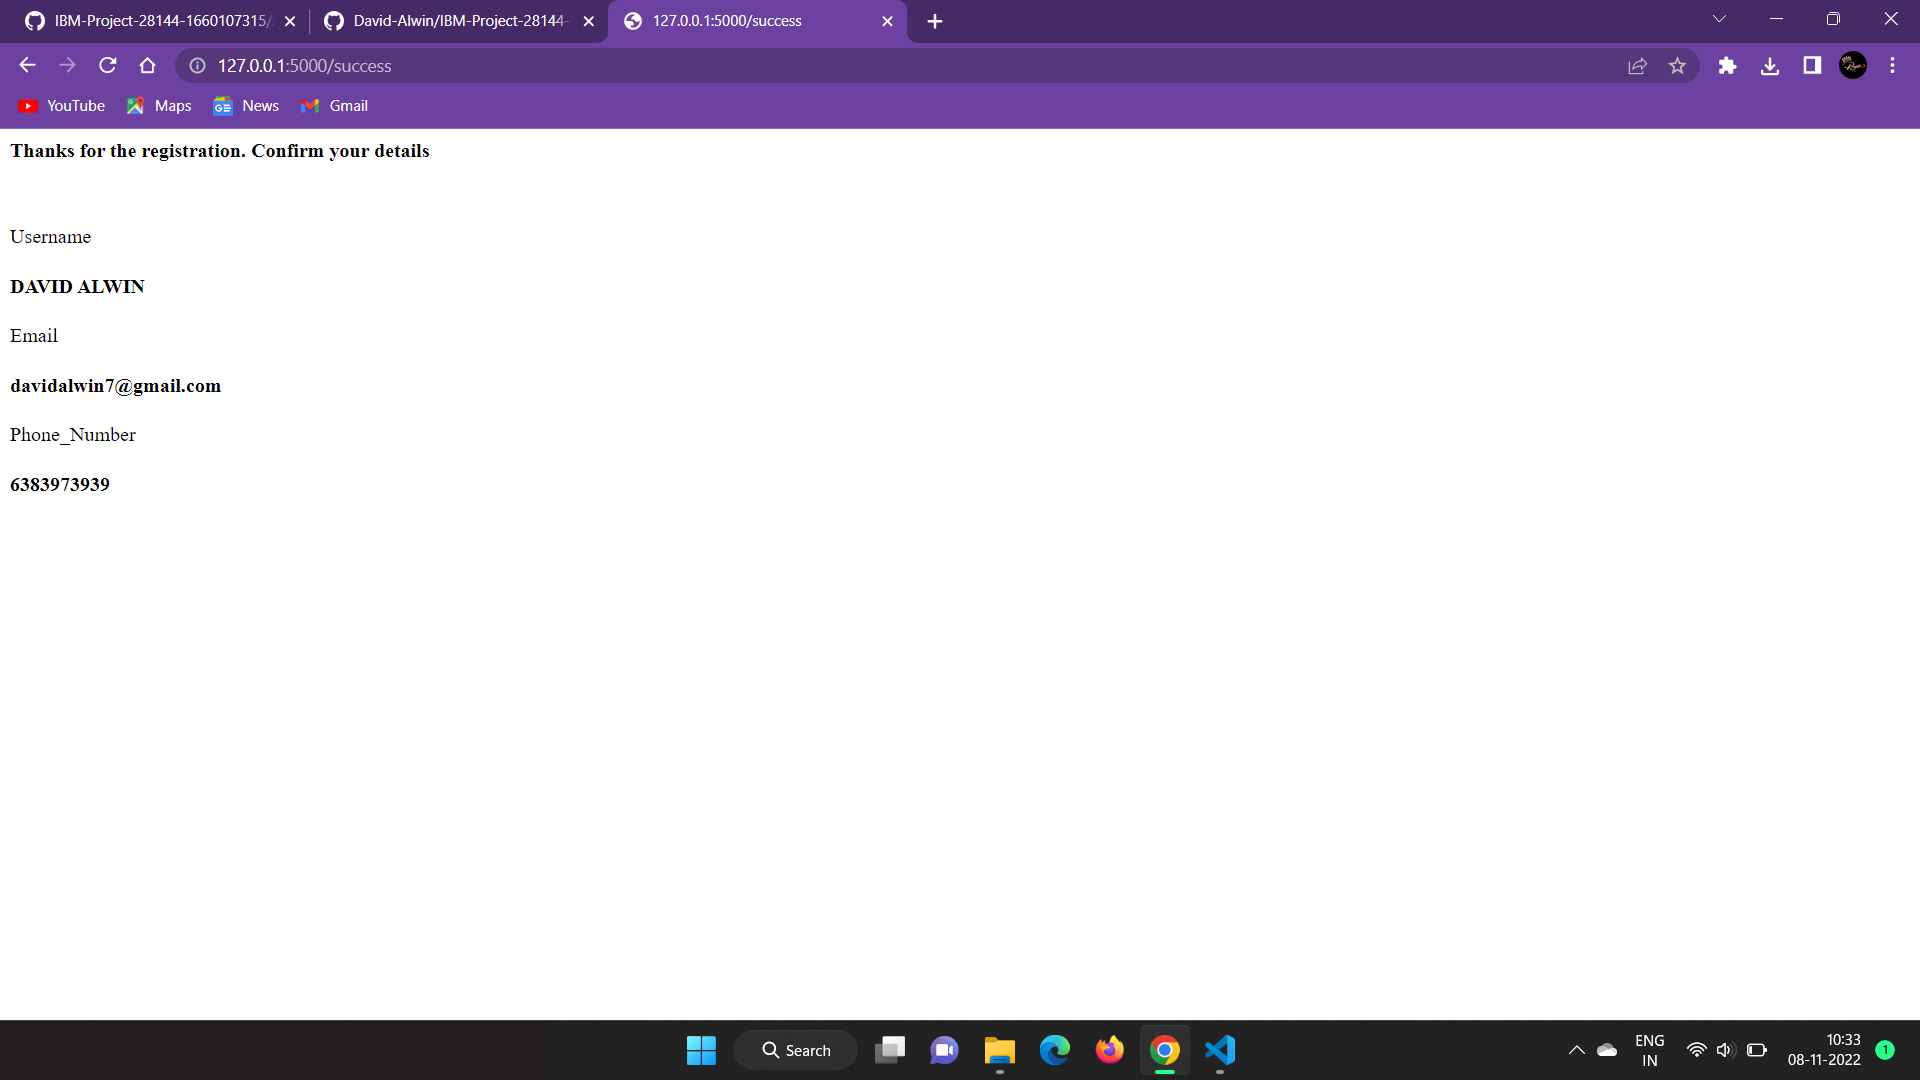 IBM-Project-28144-1660107315/
David-Alwin/IBM-Project-28144-
127.0.0.1:5000/success
127.0.0.1:5000/success
YouTube
Maps
News
Gmail
Thanks for the registration. Confirm your details
Username
DAVID ALWIN
Email
davidalwin7@gmail.com
Phone_Number
6383973939
Search
ENG
IN
10:33
08-11-2022
1